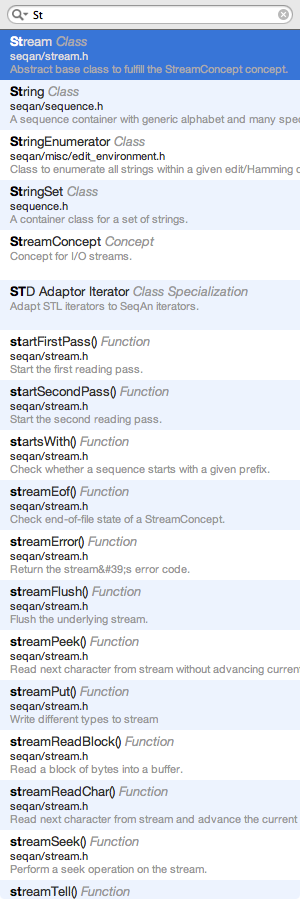 St
Stream Class
seqan/stream.h
Abstract base class to fulfill the StreamConcept concept.
String Class
seqan/sequence.h
A sequence container with generic alphabet and many spec
StringEnumerator Class
seqan/misc/edit_environment.h
Class to enumerate all strings within a given edit/Hamming d
StringSet Class
sequence.h
A container class for a set of strings.
StreamConcept Concept
Concept for I/O streams.
STD Adaptor Iterator Class Specialization
Adapt STL iterators to SeqAn iterators.
startFirstPass() Function
seqan/stream.h
Start the first reading pass.
startSecondPass() Function
seqan/stream.h
Start the second reading pass.
startsWith() Function
seqan/stream.h
Check whether a sequence starts with a given prefix.
streamEof() Function
seqan/stream.h
Check end-of-file state of a StreamConcept.
streamError() Function
seqan/stream.h
Return the stream&#39;s error code.
streamFlush() Function
seqan/stream.h
Flush the underlying stream.
streamPeek() Function
seqan/stream.h
Read next character from stream without advancing current
streamPut() Function
seqan/stream.h
Write different types to stream
streamReadBlock() Function
seqan/stream.h
Read a block of bytes into a buffer.
streamReadChar() Function
seqan/stream.h
Read next character from stream and advance the current
streamSeek() Function
seqan/stream.h
Perform a seek operation on the stream.
streamTell() Function